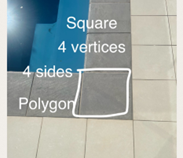 Square
4 vertices
4 sides
Polygon